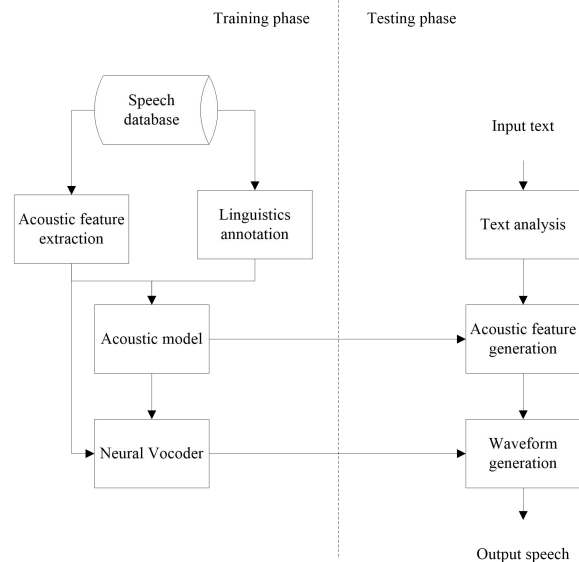 Training phase
Testing phase
Speech
database
Input text
Acoustic feature
extraction
Linguistics
annotation
Text analysis
Acoustic model
Acoustic feature
generation
Neural Vocoder
Waveform
generation
Output speech